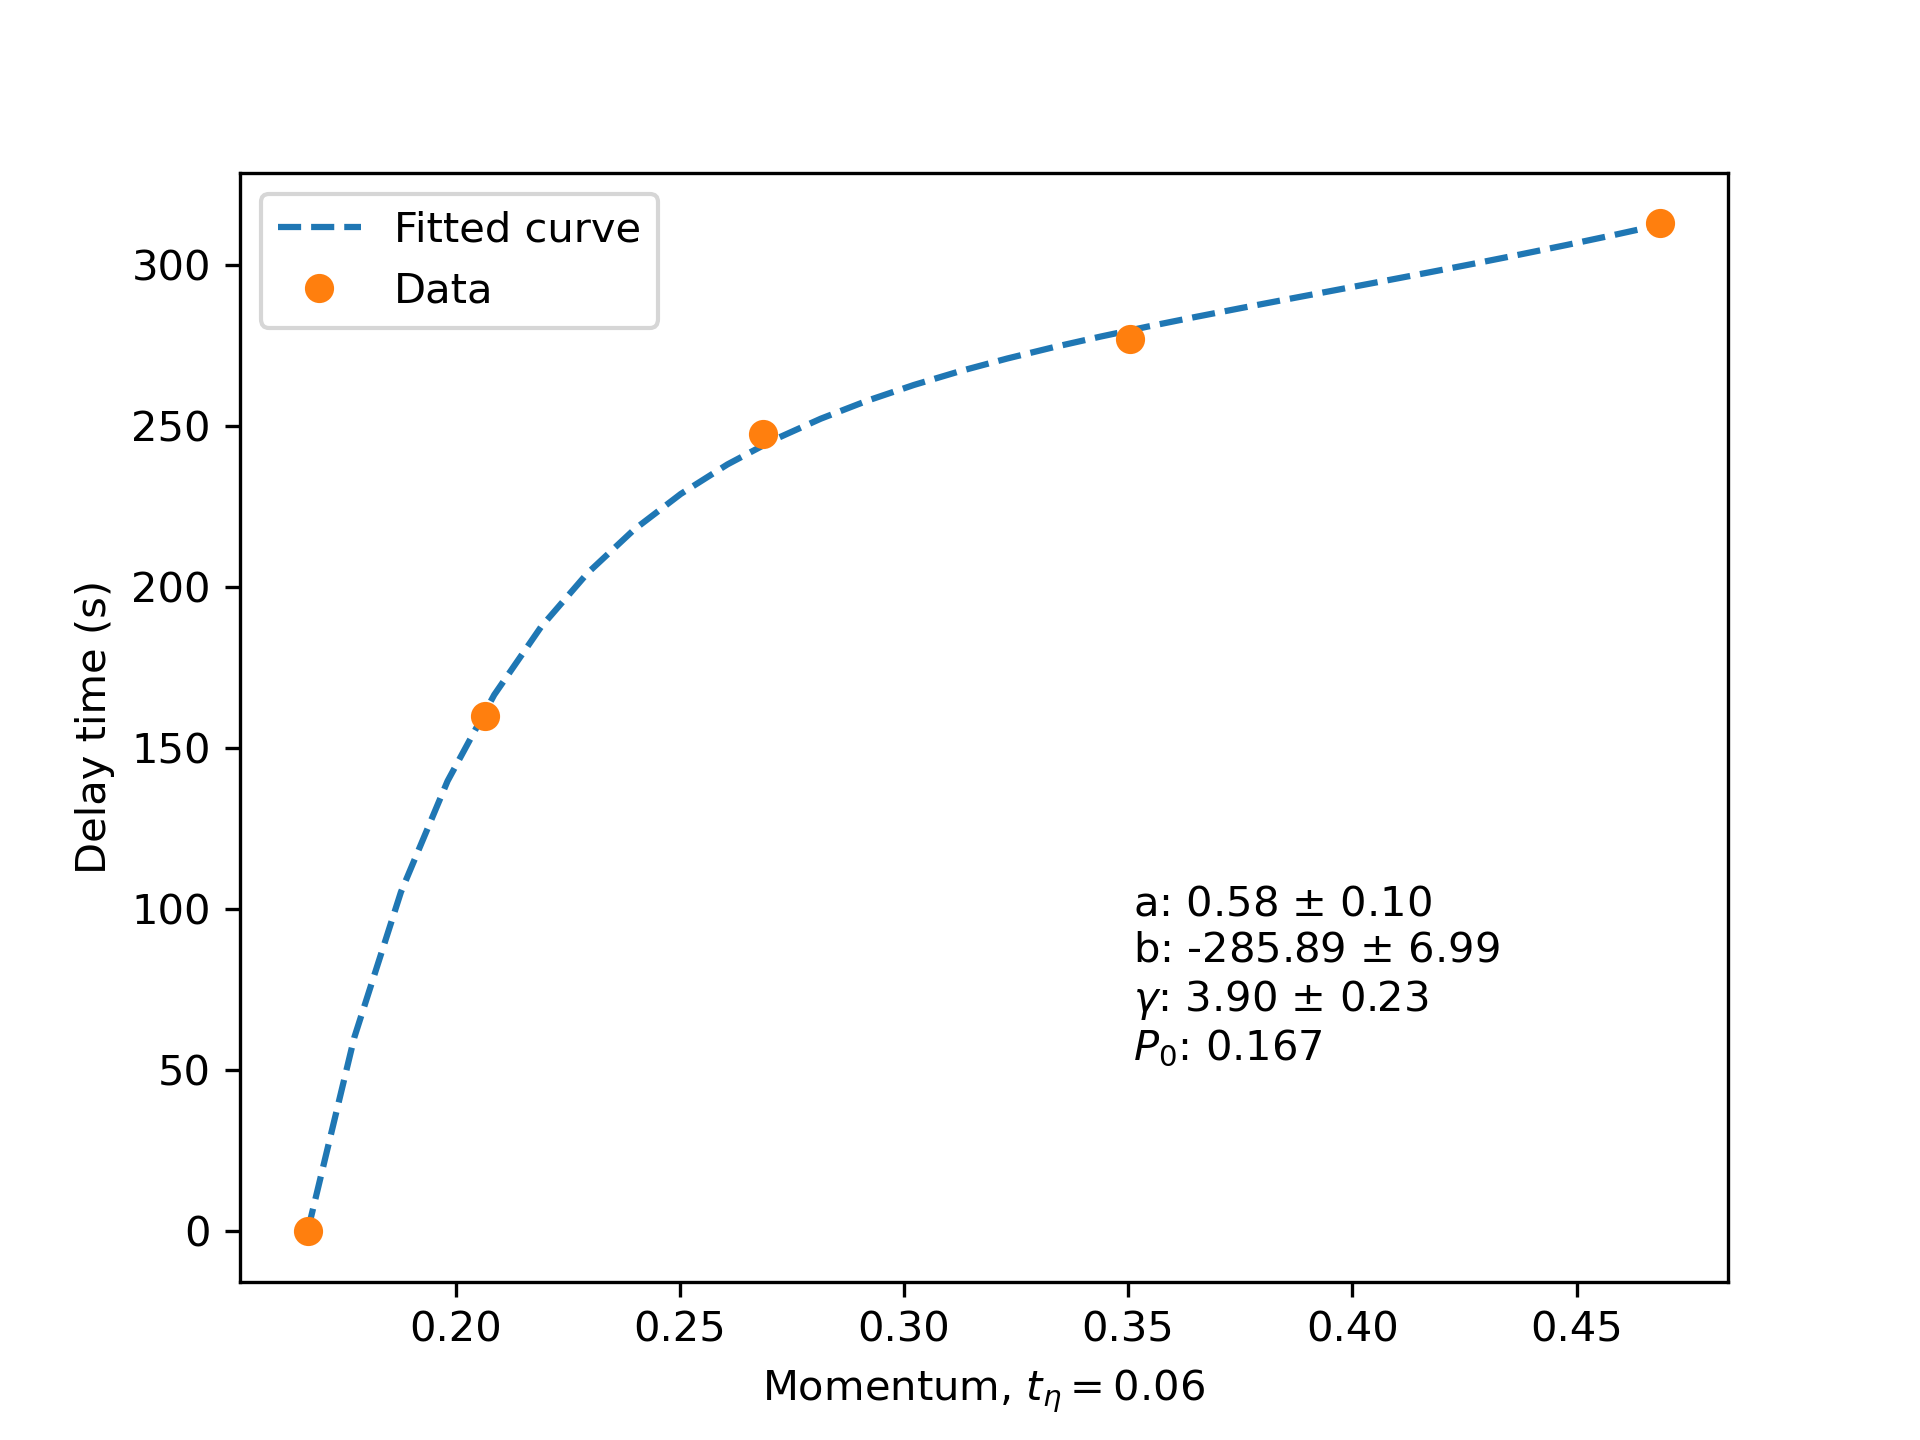 Fitted curve
Data
300
250
200
150
100
50
0
Delay time (s)
a: 0.58 ± 0.10
b: -285.89 ± 6.99
γ: 3.90 ± 0.23
P₀: 0.167
0.20 0.25 0.30 0.35 0.40 0.45
Momentum, tη = 0.06